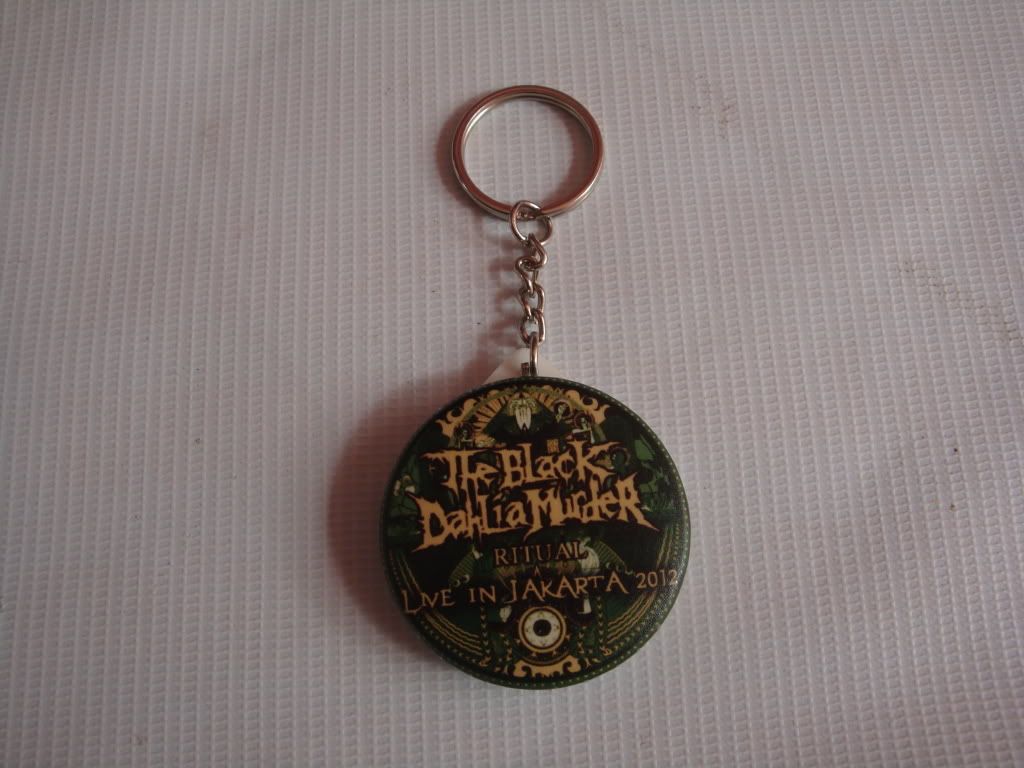 The Black
Dahlia Murder
RITUAL
LIVE IN JAKARTA 2012